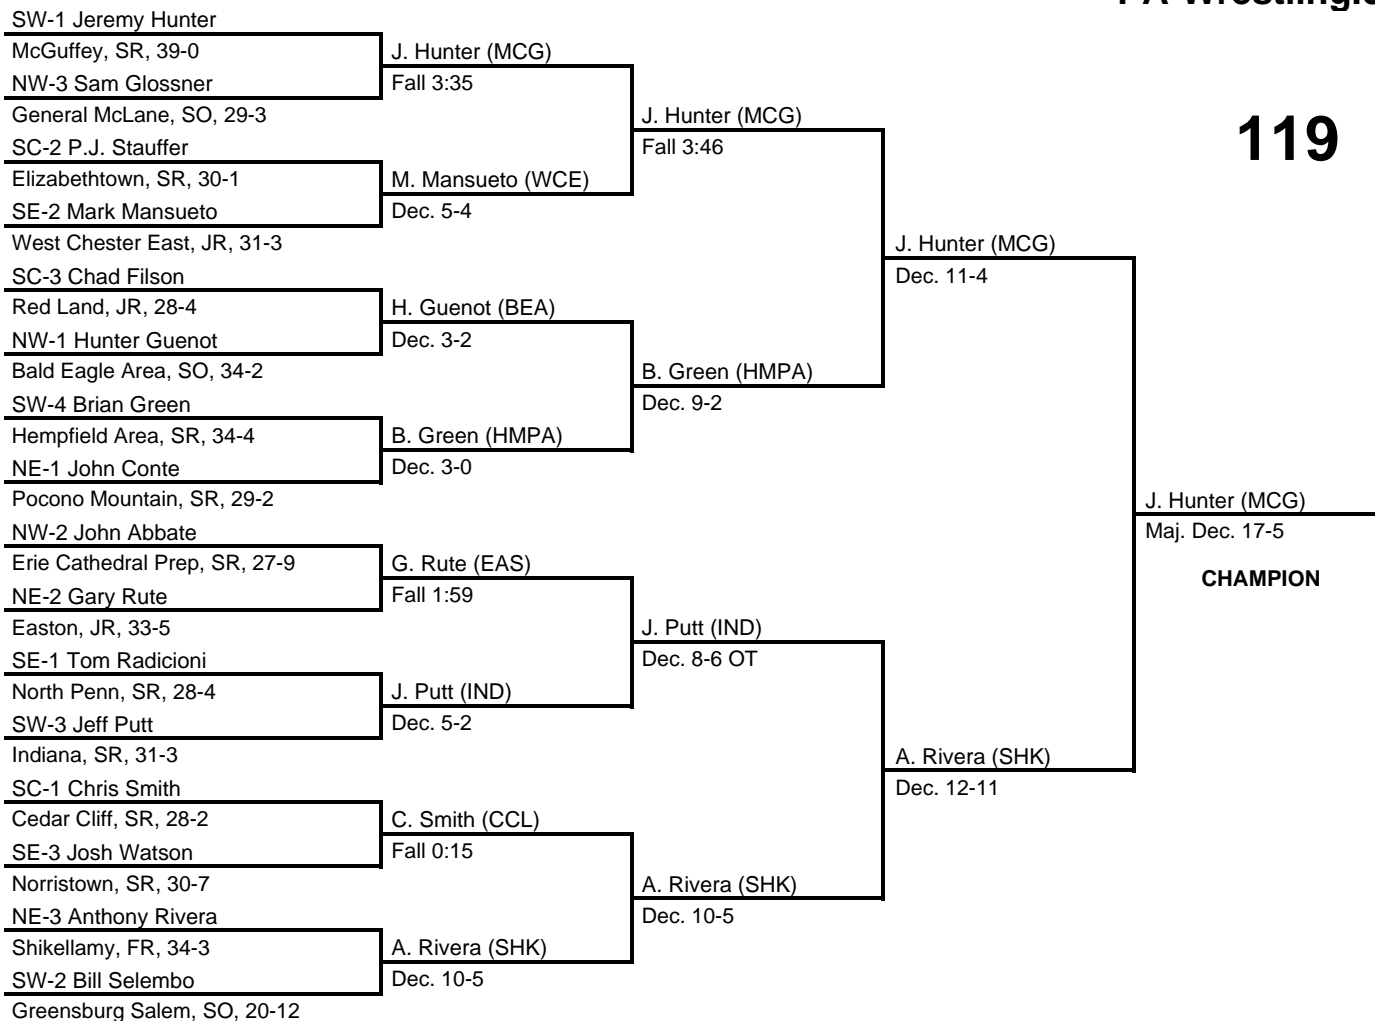 SW-1 Jeremy Hunter
McGuffey, SR, 39-0
J. Hunter (MCG)
NW-3 Sam Glossner
Fall 3:35
General McLane, SO, 29-3
J. Hunter (MCG)
119
SC-2 P.J. Stauffer
Fall 3:46
Elizabethtown, SR, 30-1
M. Mansueto (WCE)
SE-2 Mark Mansueto
Dec. 5-4
West Chester East, JR, 31-3
J. Hunter (MCG)
SC-3 Chad Filson
Dec. 11-4
Red Land, JR, 28-4
H. Guenot (BEA)
NW-1 Hunter Guenot
Dec. 3-2
Bald Eagle Area, SO, 34-2
B. Green (HMPA)
SW-4 Brian Green
Dec. 9-2
Hempfield Area, SR, 34-4
B. Green (HMPA)
NE-1 John Conte
Dec. 3-0
Pocono Mountain, SR, 29-2
J. Hunter (MCG)
NW-2 John Abbate
Maj. Dec. 17-5
Erie Cathedral Prep, SR, 27-9
G. Rute (EAS)
CHAMPION
NE-2 Gary Rute
Fall 1:59
Easton, JR, 33-5
J. Putt (IND)
SE-1 Tom Radicioni
Dec. 8-6 OT
North Penn, SR, 28-4
J. Putt (IND)
SW-3 Jeff Putt
Dec. 5-2
Indiana, SR, 31-3
A. Rivera (SHK)
SC-1 Chris Smith
Dec. 12-11
Cedar Cliff, SR, 28-2
C. Smith (CCL)
SE-3 Josh Watson
Fall 0:15
Norristown, SR, 30-7
A. Rivera (SHK)
NE-3 Anthony Rivera
Dec. 10-5
Shikellamy, FR, 34-3
A. Rivera (SHK)
SW-2 Bill Selembo
Dec. 10-5
Greensburg Salem, SO, 20-12